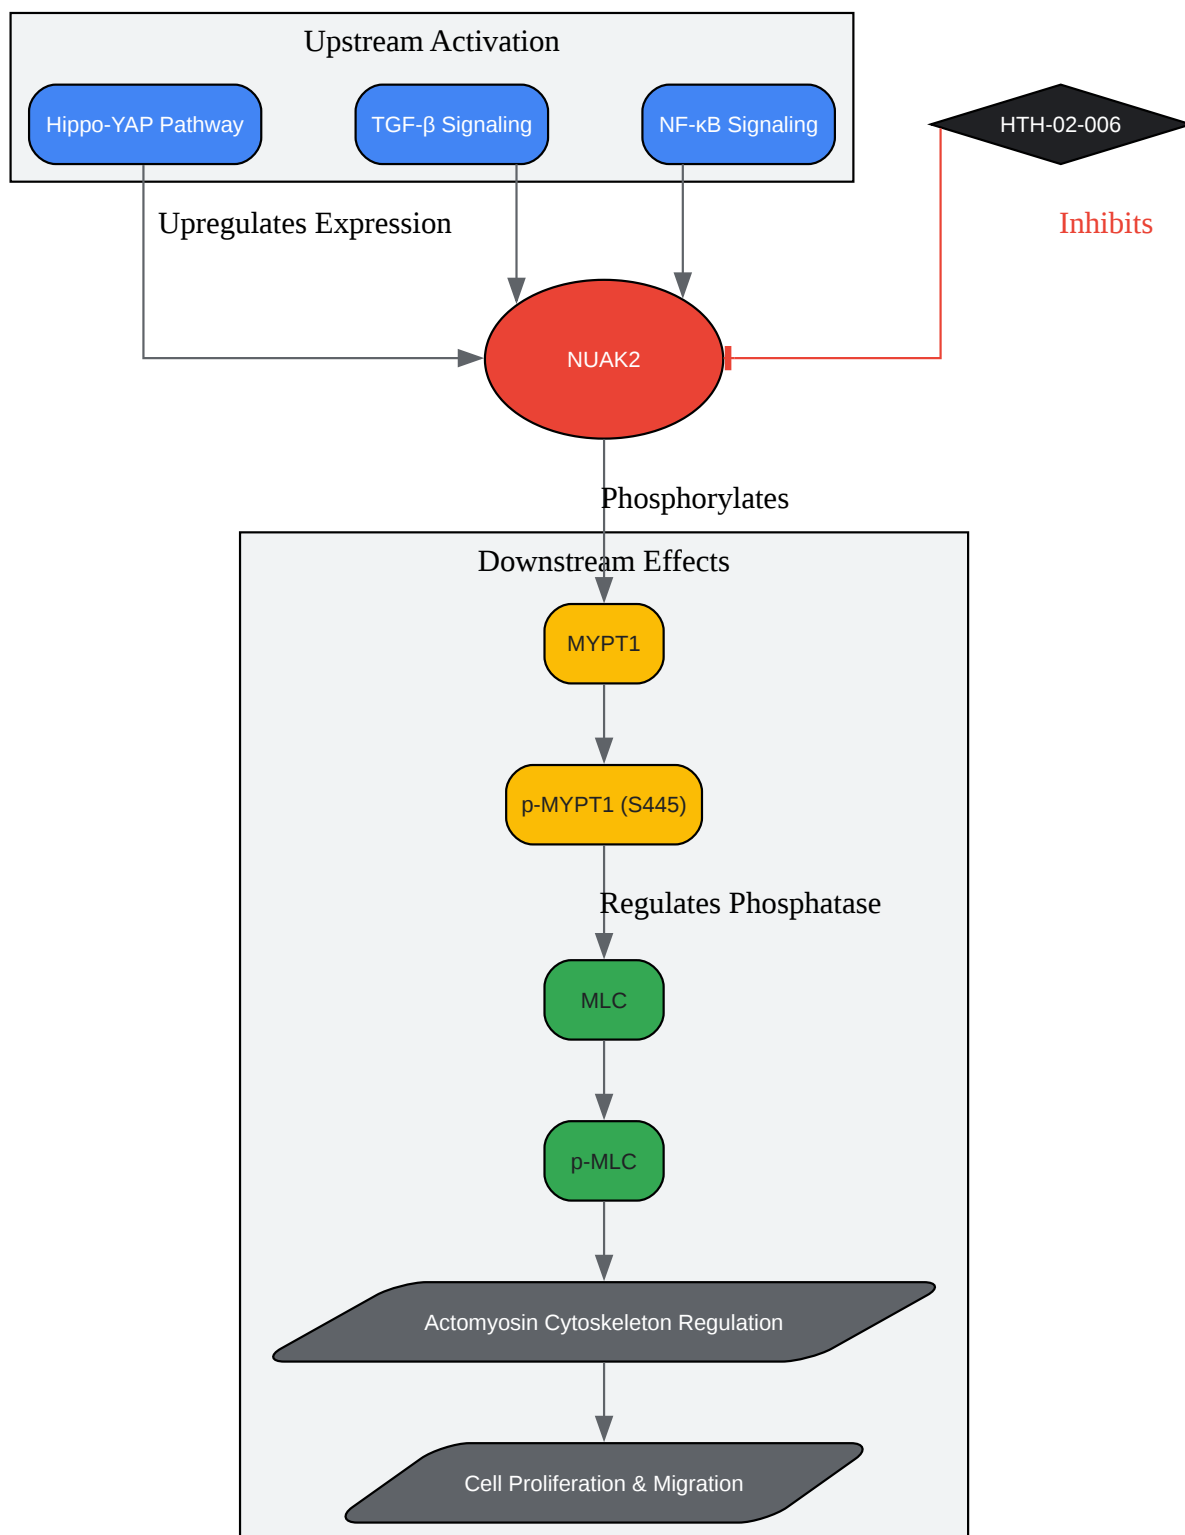 Upstream Activation
Hippo-YAP Pathway
TGF-β Signaling
NF-κB Signaling
HTH-02-006
Upregulates Expression
Inhibits
NUAK2
Phosphorylates
Downstream Effects
MYPT1
p-MYPT1 (S445)
Regulates Phosphatase
MLC
p-MLC
Actomyosin Cytoskeleton Regulation
Cell Proliferation & Migration